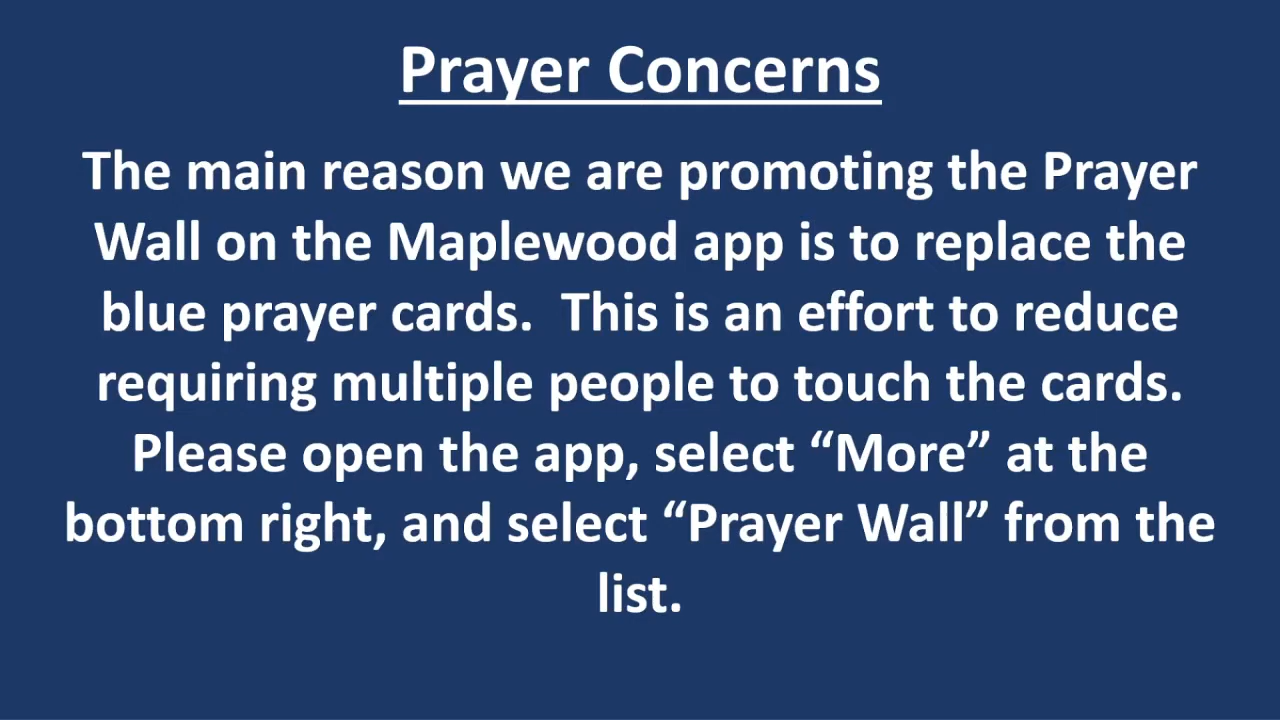 Prayer Concerns
The main reason we are promoting the Prayer
Wall on the Maplewood app is to replace the
blue prayer cards.  This is an effort to reduce
requiring multiple people to touch the cards.
Please open the app, select “More” at the
bottom right, and select “Prayer Wall” from the
list.